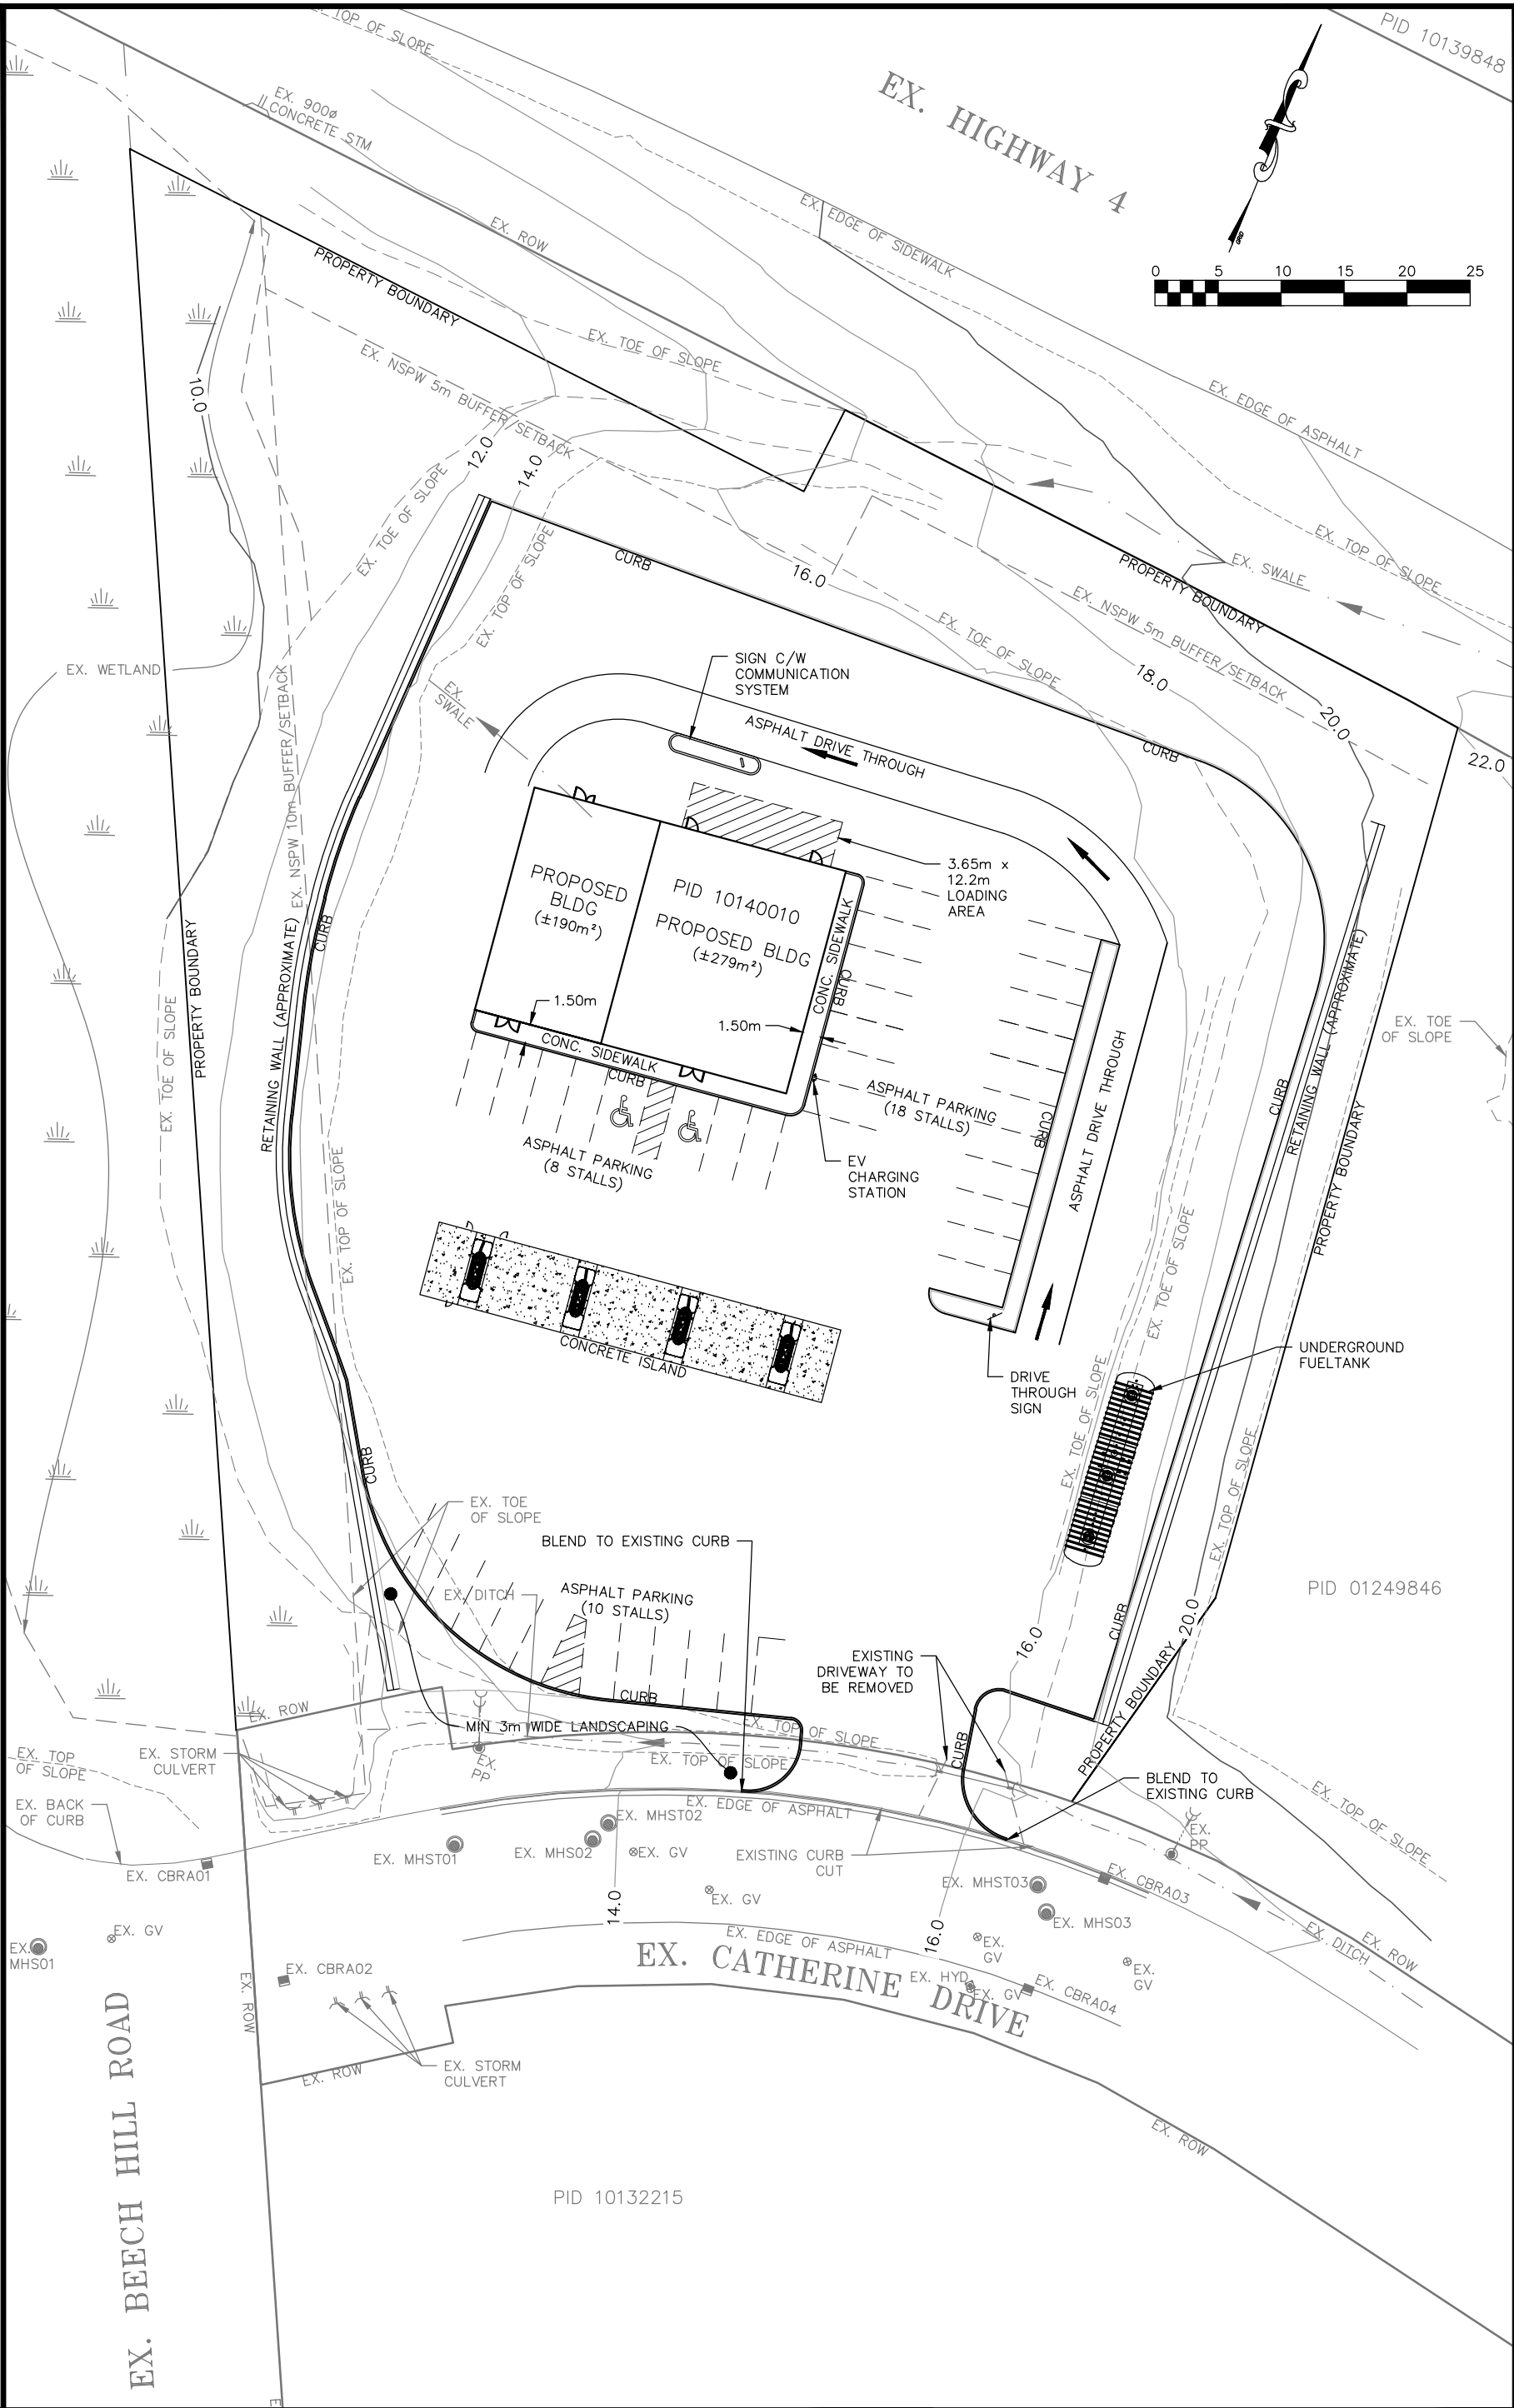 PID 10139848
EX. TOP OF SLOPE
EX. HIGHWAY 4
EX. 900ø
CONCRETE STM
EX. ROW
EX. EDGE OF SIDEWALK
0 5 10 15 20 25
GRID
PROPERTY BOUNDARY
EX. TOE OF SLOPE
EX. NSPW 5m BUFFER/SETBACK
EX. EDGE OF ASPHALT
10.0
12.0
14.0
EX. TOE OF SLOPE
EX. TOP OF SLOPE
CURB
16.0
EX. TOP OF SLOPE
EX. SWALE
PROPERTY BOUNDARY
EX. NSPW 5m BUFFER/SETBACK
EX. TOE OF SLOPE
18.0
20.0
22.0
EX. WETLAND
SIGN C/W
COMMUNICATION
SYSTEM
EX.
SWALE
ASPHALT DRIVE THROUGH
CURB
EX. NSPW 10m BUFFER/SETBACK
3.65m x
12.2m
LOADING
AREA
PROPOSED
BLDG
(±190m²)
PID 10140010
PROPOSED BLDG
(±279m²)
CONC. SIDEWALK
CURB
1.50m
1.50m
CONC. SIDEWALK
CURB
CURB
RETAINING WALL (APPROXIMATE)
PROPERTY BOUNDARY
EX. TOE OF SLOPE
EX. TOP OF SLOPE
ASPHALT PARKING
(18 STALLS)
CURB
ASPHALT DRIVE THROUGH
CURB
RETAINING WALL (APPROXIMATE)
PROPERTY BOUNDARY
EX. TOE
OF SLOPE
ASPHALT PARKING
(8 STALLS)
EV
CHARGING
STATION
EX. TOE OF SLOPE
CONCRETE ISLAND
DRIVE
THROUGH
SIGN
UNDERGROUND
FUELTANK
EX. TOE OF SLOPE
EX. TOP OF SLOPE
CURB
EX. TOE
OF SLOPE
BLEND TO EXISTING CURB
EX. DITCH
ASPHALT PARKING
(10 STALLS)
PID 01249846
CURB
20.0
16.0
EXISTING
DRIVEWAY TO
BE REMOVED
PROPERTY BOUNDARY
CURB
EX. ROW
MIN 3m WIDE LANDSCAPING
EX. TOP OF SLOPE
EX. TOP OF SLOPE
CURB
EX.
PP
EX. TOP
OF SLOPE
EX. STORM
CULVERT
BLEND TO
EXISTING CURB
EX. BACK
OF CURB
EX. EDGE OF ASPHALT
EX. MHST02
EX. MHST01
EX. MHS02
EX. GV
EXISTING CURB
CUT
EX.
PP
EX. TOP OF SLOPE
EX. CBRA01
EX. MHST03
EX. CBRA03
EX. GV
14.0
16.0
EX. MHS03
EX. GV
EX.
MHS01
EX. EDGE OF ASPHALT
EX.
GV
EX. DITCH
EX. ROW
EX. CBRA02
EX. CATHERINE DRIVE
EX. HYD
EX. GV
EX. CBRA04
EX.
GV
EX. ROW
EX. STORM
CULVERT
EX. ROW
EX. ROW
EX. BEECH HILL ROAD
PID 10132215